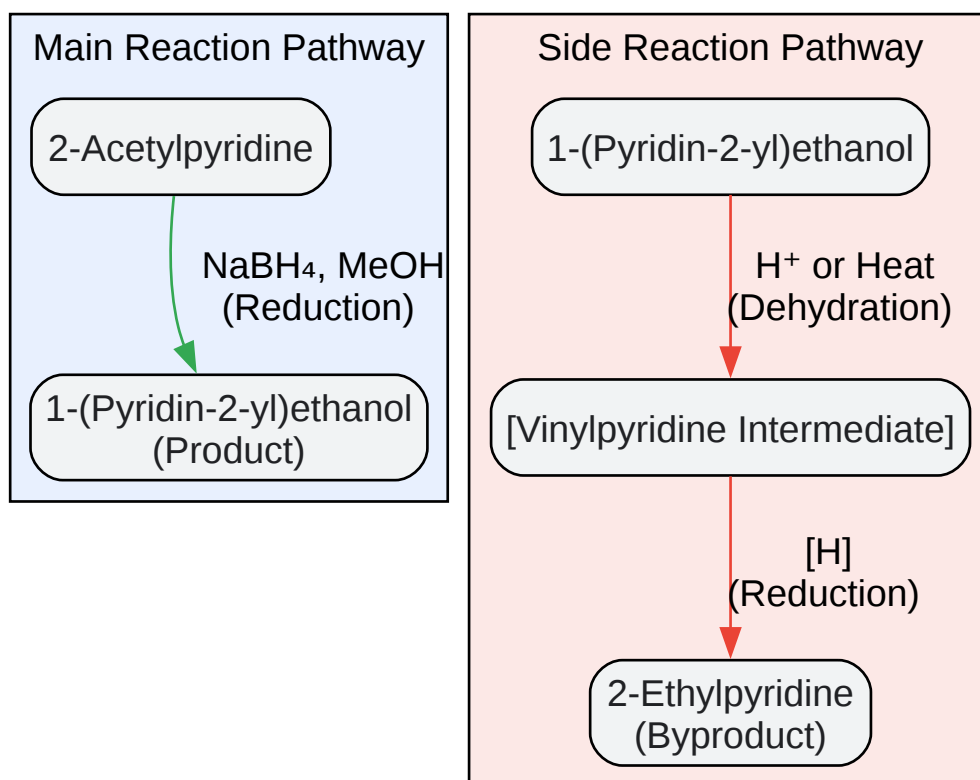 Main Reaction Pathway
2-Acetylpyridine
NaBH₄, MeOH
(Reduction)
1-(Pyridin-2-yl)ethanol
(Product)
Side Reaction Pathway
1-(Pyridin-2-yl)ethanol
H⁺ or Heat
(Dehydration)
[Vinylpyridine Intermediate]
[H]
(Reduction)
2-Ethylpyridine
(Byproduct)